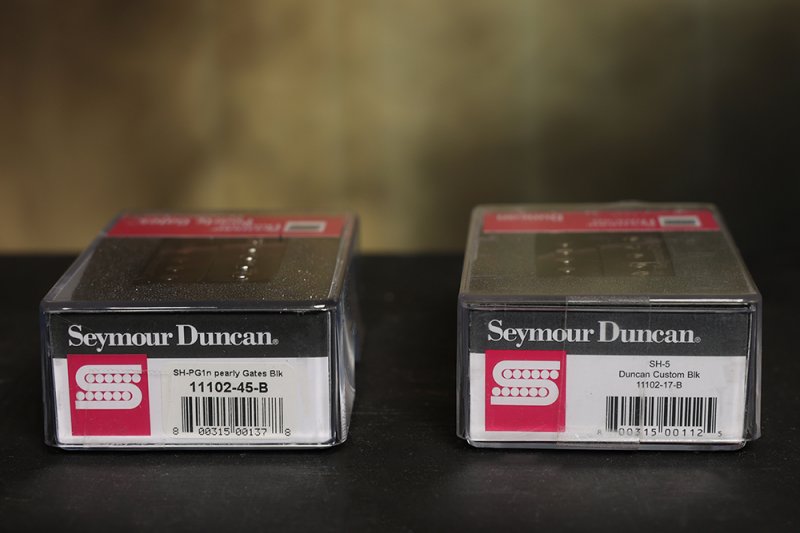 Seymour Duncan®
SH-PG1n pearly Gates Blk
11102-45-B
8 00315 00137 8
Duncan
Seymour Duncan®
SH-5
Duncan Custom Blk
11102-17-B
8 00315 00112 5